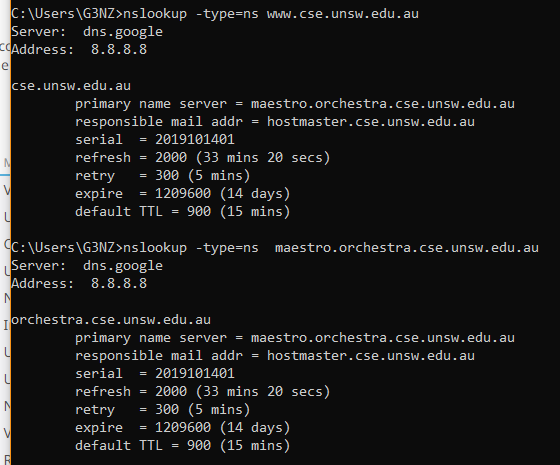 C:\Users\G3NZ>nslookup -type=ns www.cse.unsw.edu.au
Server:  dns.google
Address:  8.8.8.8
cse.unsw.edu.au
        primary name server = maestro.orchestra.cse.unsw.edu.au
        responsible mail addr = hostmaster.cse.unsw.edu.au
        serial  = 2019101401
        refresh = 2000 (33 mins 20 secs)
        retry   = 300 (5 mins)
        expire  = 1209600 (14 days)
        default TTL = 900 (15 mins)
C:\Users\G3NZ>nslookup -type=ns  maestro.orchestra.cse.unsw.edu.au
Server:  dns.google
Address:  8.8.8.8
orchestra.cse.unsw.edu.au
        primary name server = maestro.orchestra.cse.unsw.edu.au
        responsible mail addr = hostmaster.cse.unsw.edu.au
        serial  = 2019101401
        refresh = 2000 (33 mins 20 secs)
        retry   = 300 (5 mins)
        expire  = 1209600 (14 days)
        default TTL = 900 (15 mins)